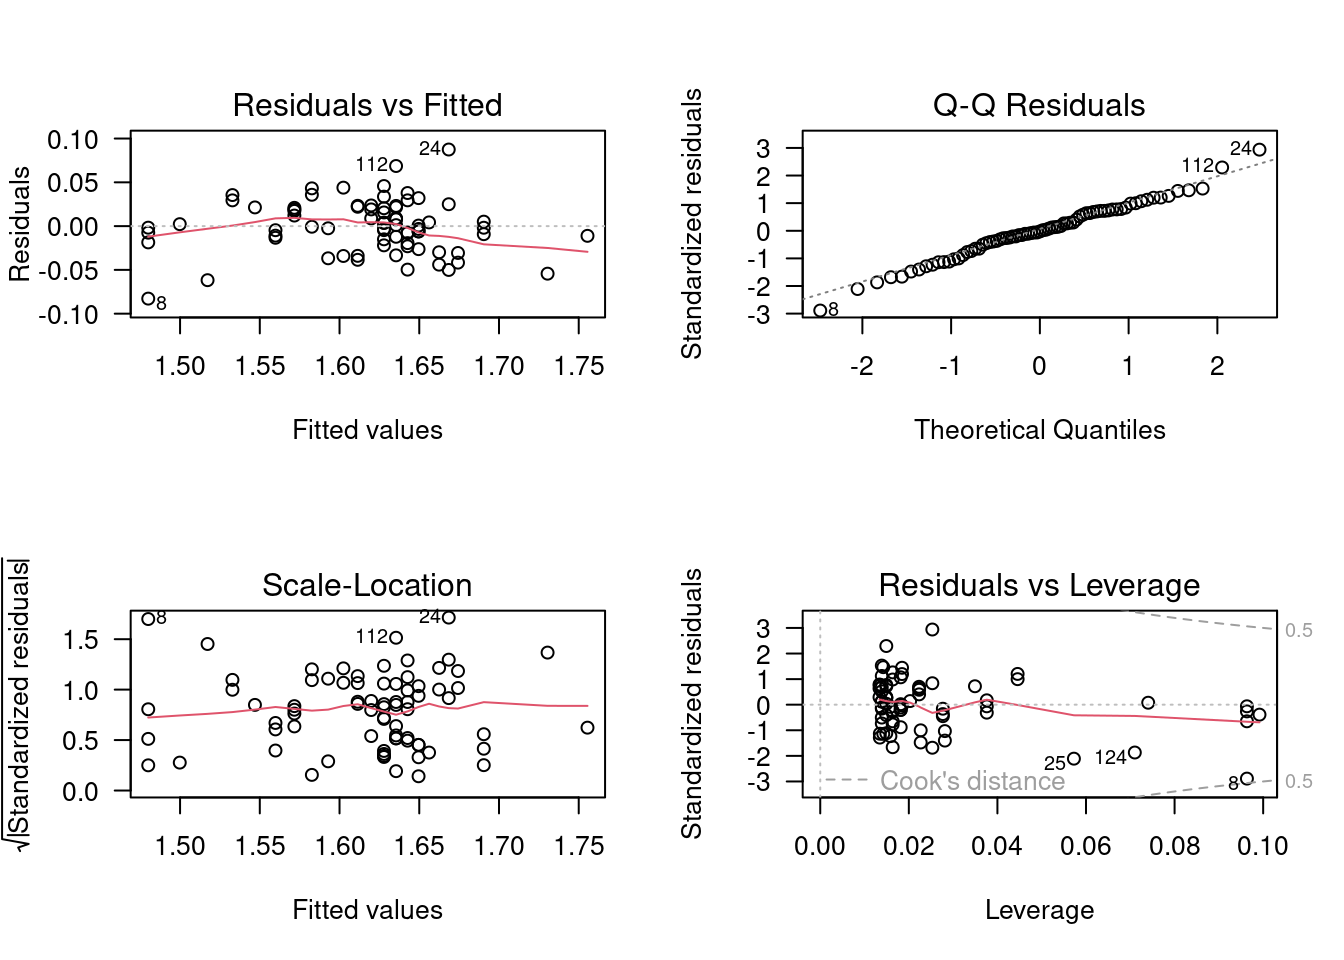 Residuals vs Fitted
Residuals
0.10
0.05
0.00
-0.05
-0.10
24
112
8
1.50 1.55 1.60 1.65 1.70 1.75
Fitted values
Q-Q Residuals
Standardized residuals
3
2
1
0
-1
-2
-3
24
112
8
-2 -1 0 1 2
Theoretical Quantiles
Scale-Location
√|Standardized residuals|
1.5
1.0
0.5
0.0
8
24
112
1.50 1.55 1.60 1.65 1.70 1.75
Fitted values
Residuals vs Leverage
Standardized residuals
3
2
1
0
-1
-2
-3
0.5
25
124
8
Cook's distance
0.5
0.00 0.02 0.04 0.06 0.08 0.10
Leverage